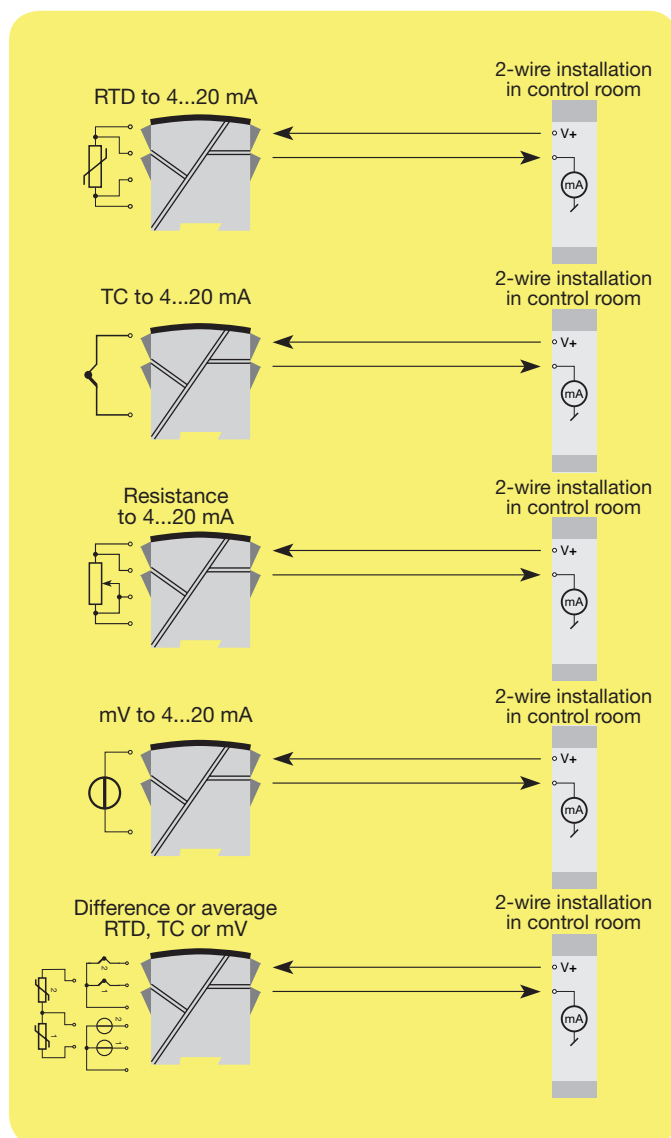 RTD to 4...20 mA
2-wire installation
in control room
V+
mA
TC to 4...20 mA
2-wire installation
in control room
V+
mA
Resistance
to 4...20 mA
2-wire installation
in control room
V+
mA
mV to 4...20 mA
2-wire installation
in control room
V+
mA
Difference or average
RTD, TC or mV
2-wire installation
in control room
V+
mA
2
1
2
1
2
1